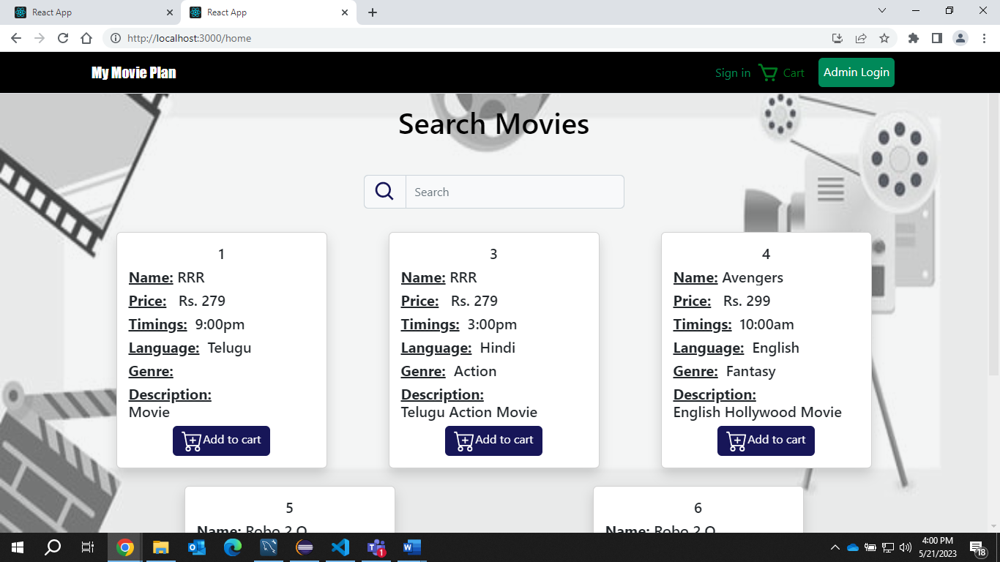 React App
React App
http://localhost:3000/home
My Movie Plan
Sign in
Cart
Admin Login
Search Movies
Search
1
Name: RRR
Price: Rs. 279
Timings: 9:00pm
Language: Telugu
Genre:
Description:
Movie
Add to cart
3
Name: RRR
Price: Rs. 279
Timings: 3:00pm
Language: Hindi
Genre: Action
Description:
Telugu Action Movie
Add to cart
4
Name: Avengers
Price: Rs. 299
Timings: 10:00am
Language: English
Genre: Fantasy
Description:
English Hollywood Movie
Add to cart
5
Name: Robo 2.O
6
Name: Robo 2.O
4:00 PM
5/21/2023
1
18